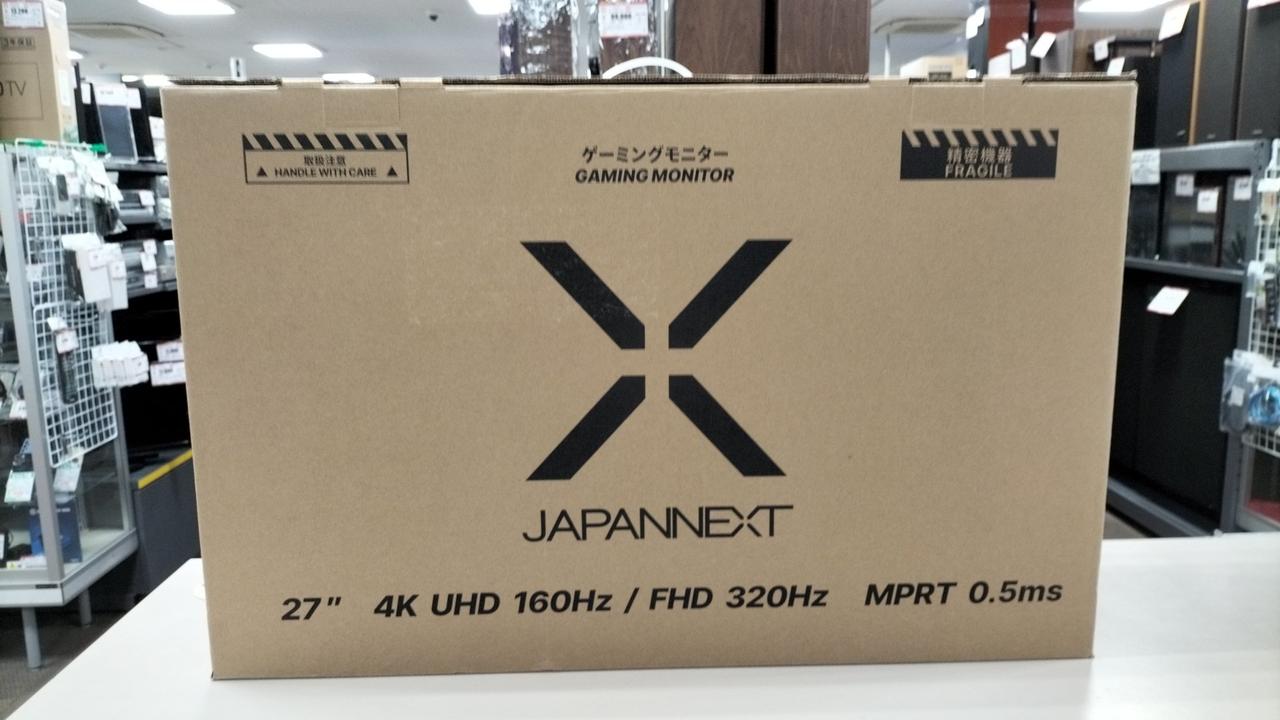 取扱注意
HANDLE WITH CARE
ゲーミングモニター
GAMING MONITOR
精密機器
FRAGILE
JAPANNEXT
27" 4K UHD 160Hz / FHD 320Hz MPRT 0.5ms